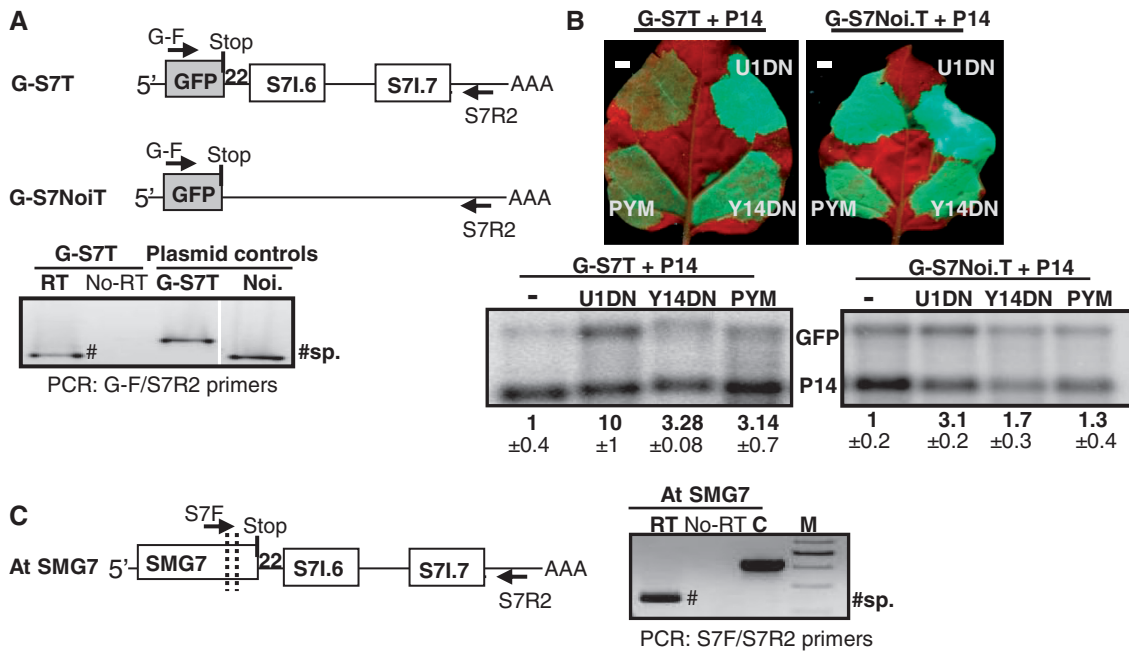 A
G-F
Stop
G-S7T
5'
GFP
22
S7I.6
S7I.7
AAA
S7R2
G-F
Stop
G-S7NoiT
5'
GFP
AAA
S7R2
G-S7T
Plasmid controls
RT No-RT G-S7T Noi.
#
#sp.
PCR: G-F/S7R2 primers
B
G-S7T + P14
G-S7Noi.T + P14
U1DN
U1DN
PYM
Y14DN
PYM
Y14DN
G-S7T + P14
G-S7Noi.T + P14
- U1DN Y14DN PYM
- U1DN Y14DN PYM
GFP
P14
1 10 3.28 3.14
±0.4 ±1 ±0.08 ±0.7
1 3.1 1.7 1.3
±0.2 ±0.2 ±0.3 ±0.4
C
S7F
Stop
At SMG7
5'
SMG7
22
S7I.6
S7I.7
AAA
S7R2
At SMG7
RT No-RT C M
#
#sp.
PCR: S7F/S7R2 primers